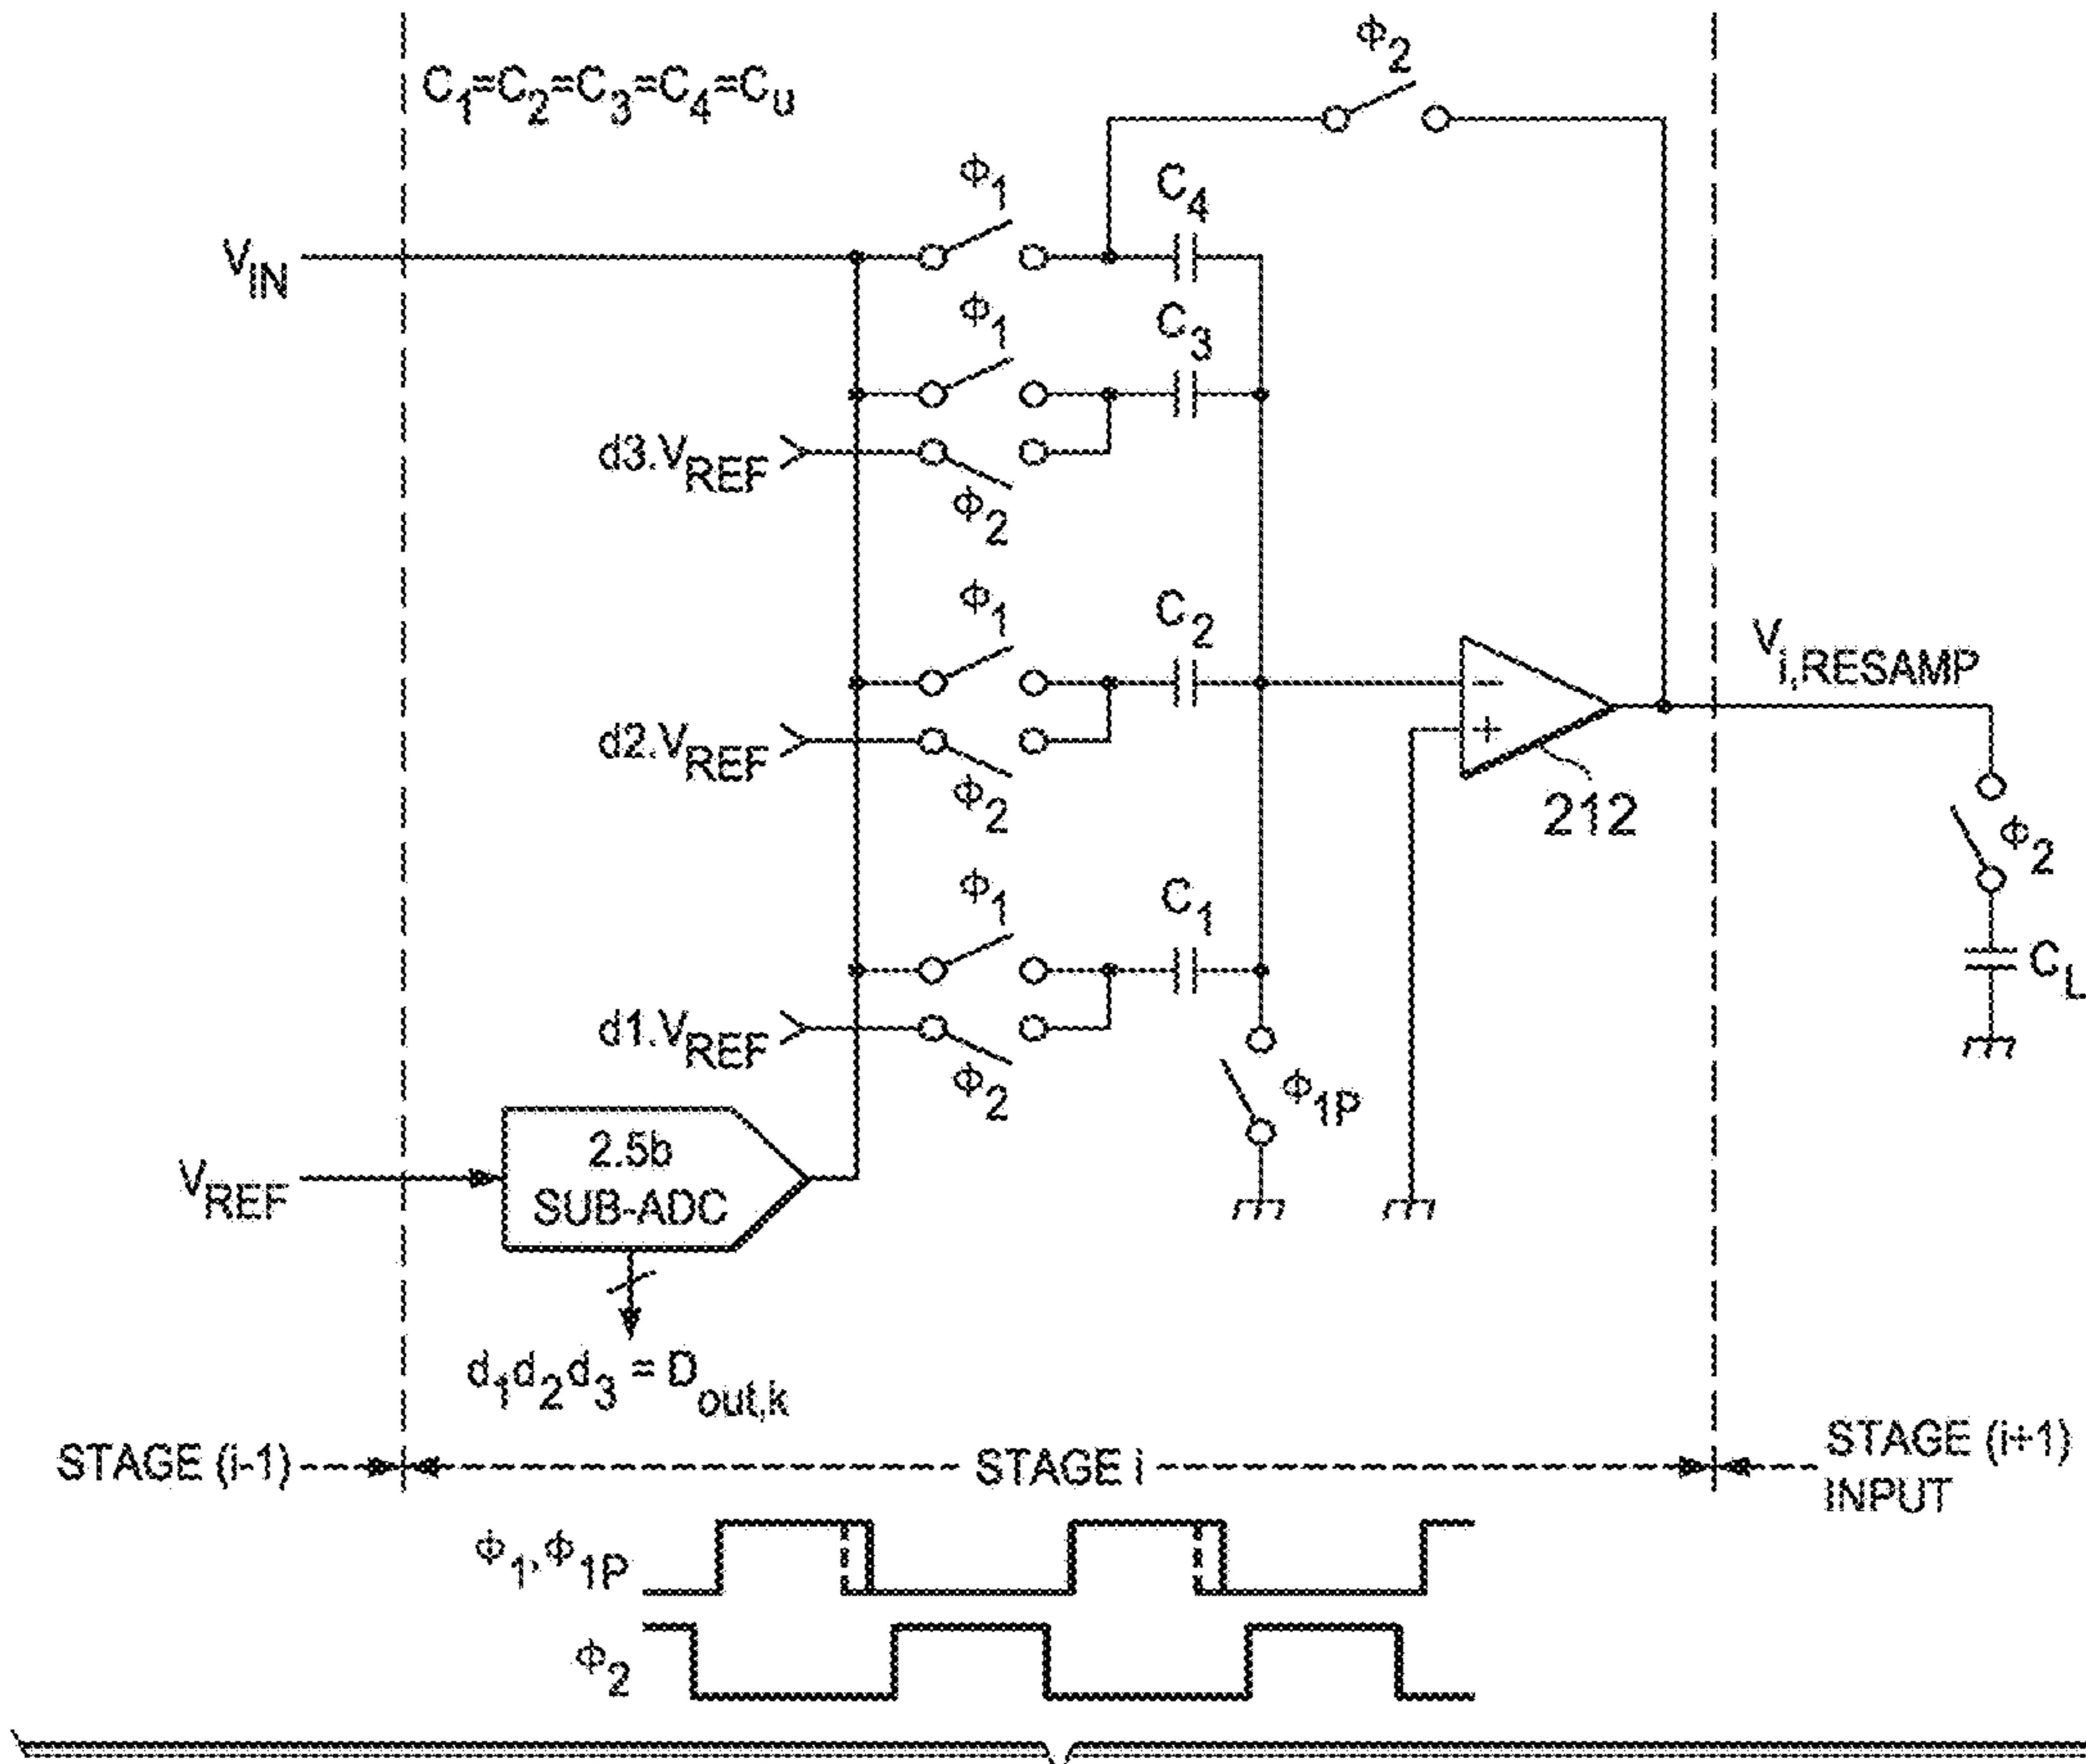 ϕ2
C1=C2=C3=C4=CU
ϕ1
C4
VIN
ϕ1
C3
d3.VREF
ϕ2
ϕ1
C2
d2.VREF
ϕ2
212
Vi,RESAMP
ϕ2
CL
ϕ1
C1
d1.VREF
ϕ2
ϕ1P
VREF
2.5b
SUB-ADC
d1d2d3 = Dout,k
STAGE (i-1)
STAGE i
STAGE (i+1)
INPUT
ϕ1, ϕ1P
ϕ2